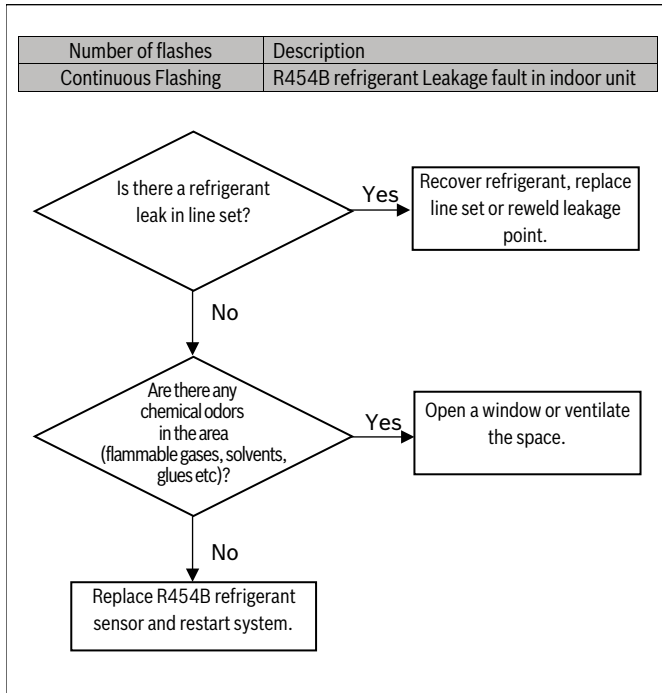 Number of flashes Description
Continuous Flashing R454B refrigerant Leakage fault in indoor unit
Is there a refrigerant
leak in line set?
Yes
Recover refrigerant, replace
line set or reweld leakage
point.
No
Are there any
chemical odors
in the area
(flammable gases, solvents,
glues etc)?
Yes
Open a window or ventilate
the space.
No
Replace R454B refrigerant
sensor and restart system.